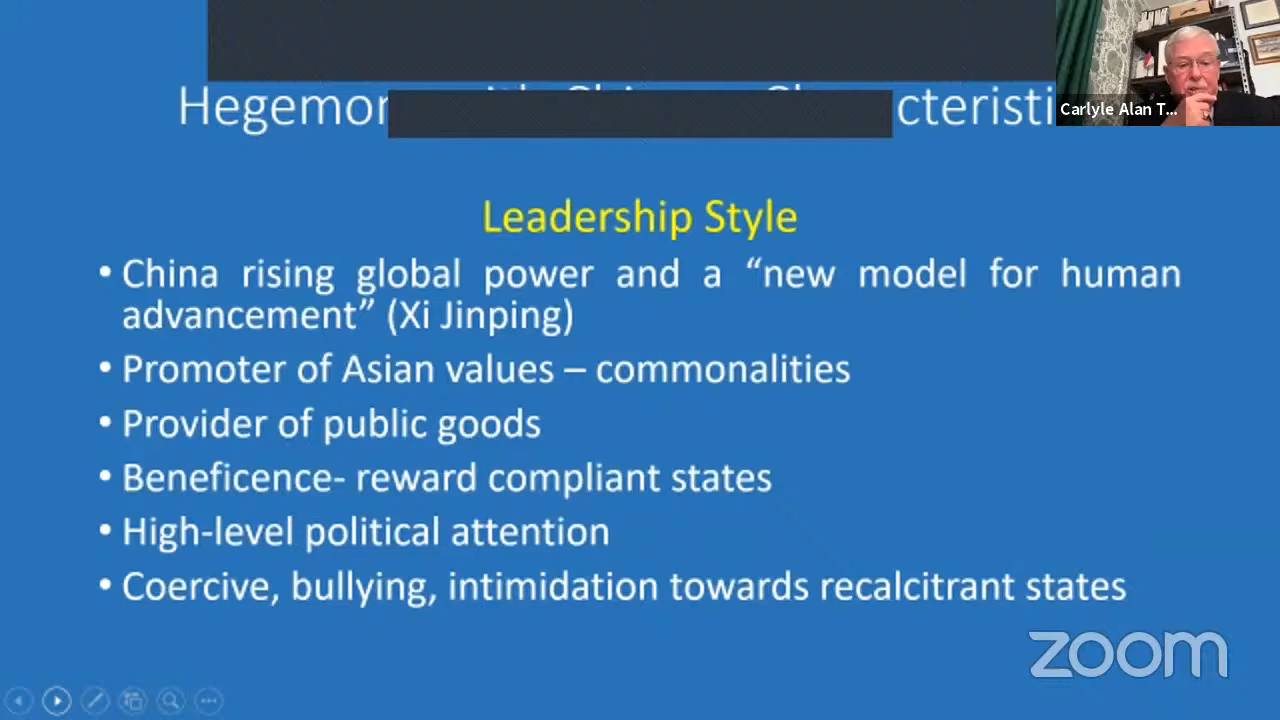 Hegemon cteristi
Carlyle Alan T...
Leadership Style
• China rising global power and a “new model for human
advancement” (Xi Jinping)
• Promoter of Asian values – commonalities
• Provider of public goods
• Beneficence- reward compliant states
• High-level political attention
• Coercive, bullying, intimidation towards recalcitrant states
zoom